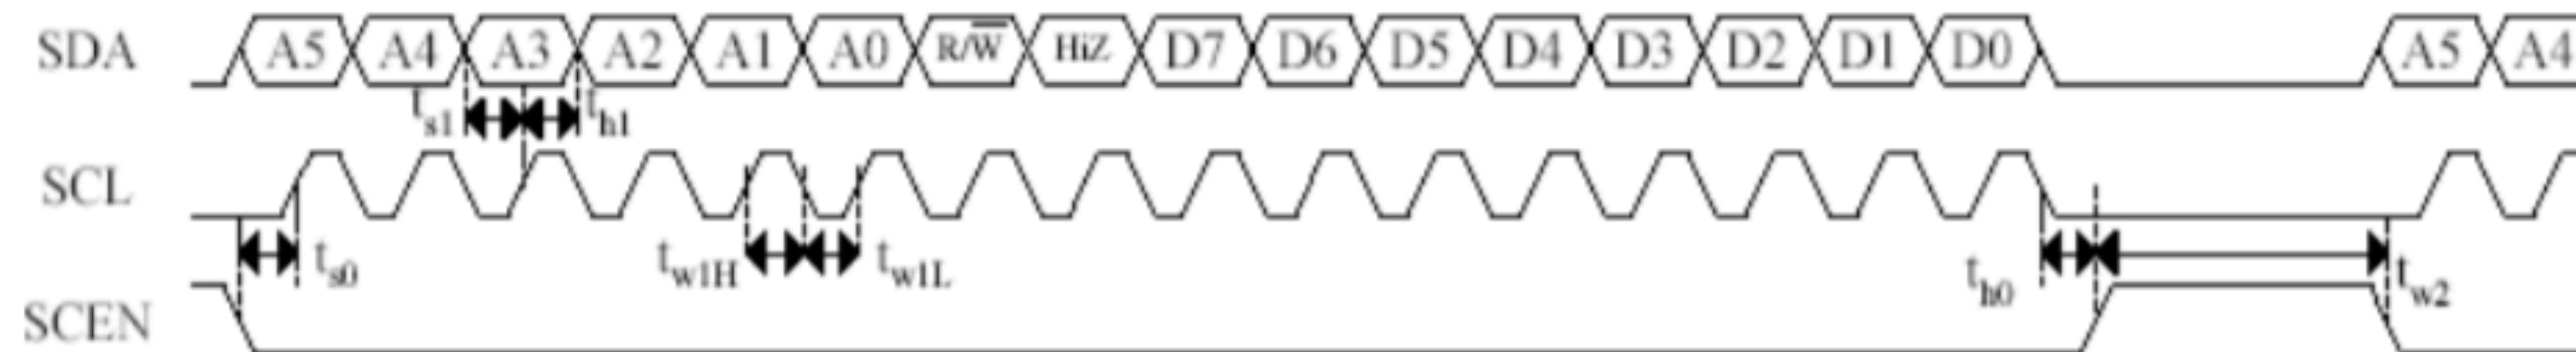 SDA A5 A4 A3 A2 A1 A0 R/W̅ HiZ D7 D6 D5 D4 D3 D2 D1 D0 A5 A4
ts1 th1
SCL
ts0 tw1H tw1L th0 tw2
SCEN